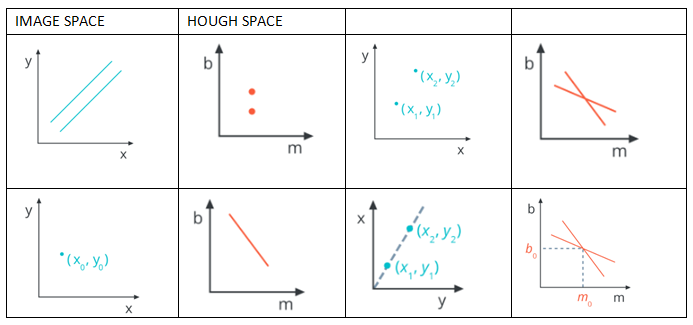 IMAGE SPACE
HOUGH SPACE
y
x
b
m
y
(x₂, y₂)
(x₁, y₁)
x
b
m
y
(x₀, y₀)
x
b
m
x
(x₂, y₂)
(x₁, y₁)
y
b
b₀
m₀
m